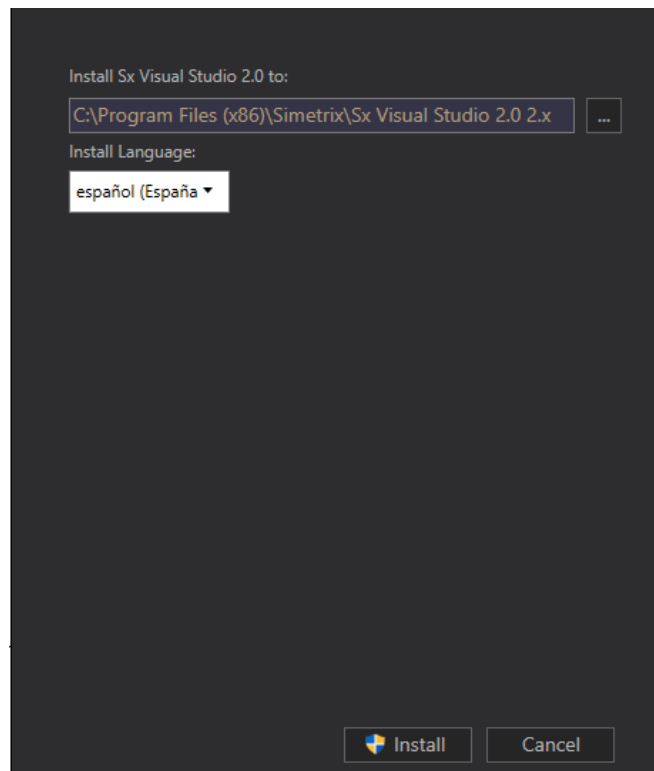 Install Sx Visual Studio 2.0 to:
C:\Program Files (x86)\Simetrix\Sx Visual Studio 2.0 2.x
...
Install Language:
español (España
Install
Cancel